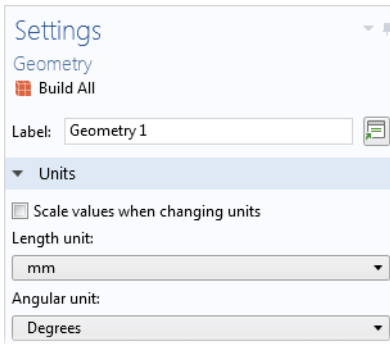 Settings
Geometry
Build All
Label: Geometry 1
Units
Scale values when changing units
Length unit:
mm
Angular unit:
Degrees